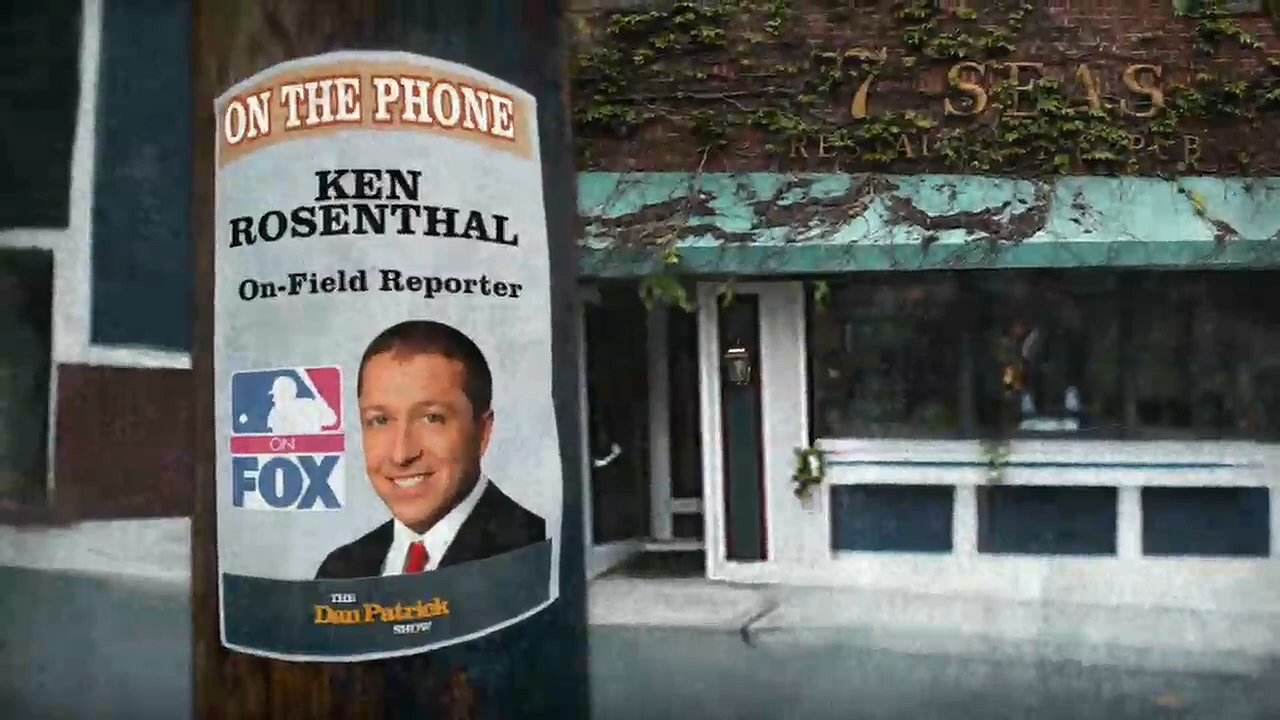 ON THE PHONE
KEN
ROSENTHAL
On-Field Reporter
ON
FOX
THE
Dan Patrick
SHOW
7 SEAS